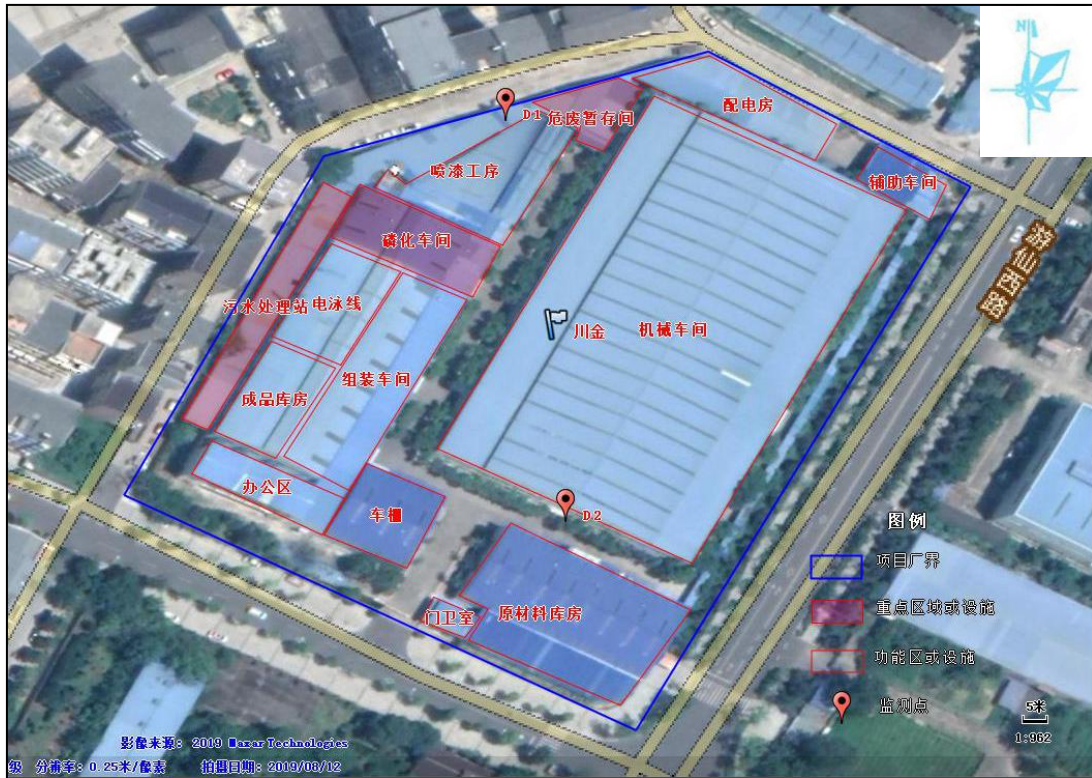 N
配电房
D1
危废暂存间
喷漆工序
辅助车间
磷化车间
游仙西路
污水处理站
电泳线
川金
机械车间
组装车间
成品库房
办公区
车棚
D2
门卫室
原材料库房
图例
项目厂界
重点区域或设施
功能区或设施
监测点
5米
1:962
影像来源: 2019 Maxar Technologies
级 分辨率: 0.25米/像素 拍摄日期: 2019/08/12